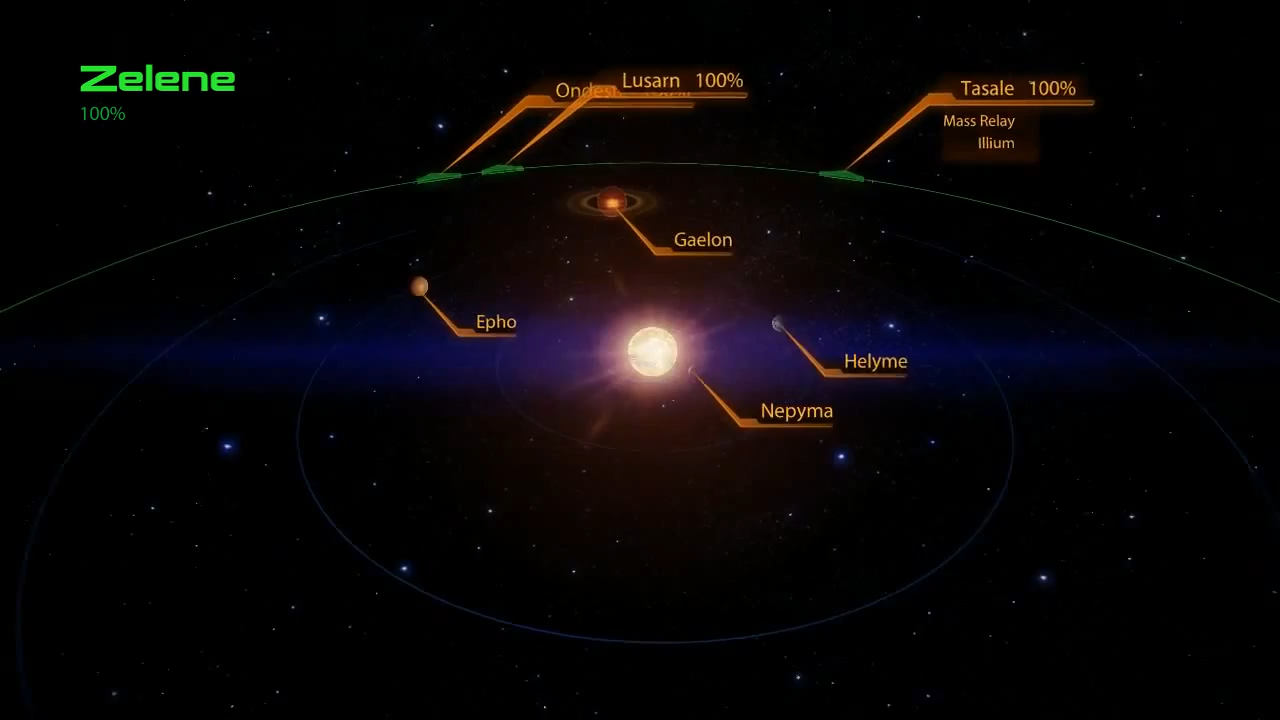 Zelene
100%
Lusarn 100%
Tasale 100%
Mass Relay
Illium
Gaelon
Epho
Helyme
Nepyma